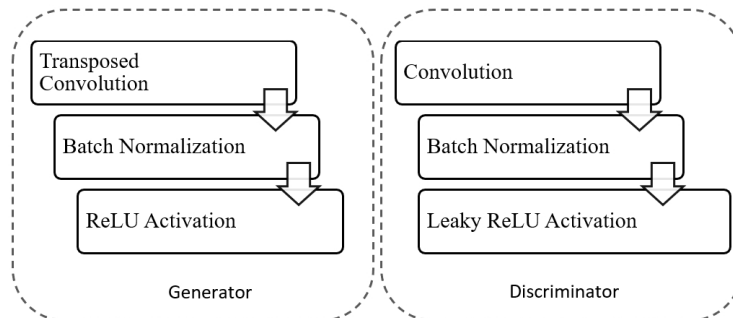 Transposed
Convolution
Batch Normalization
ReLU Activation
Generator
Convolution
Batch Normalization
Leaky ReLU Activation
Discriminator